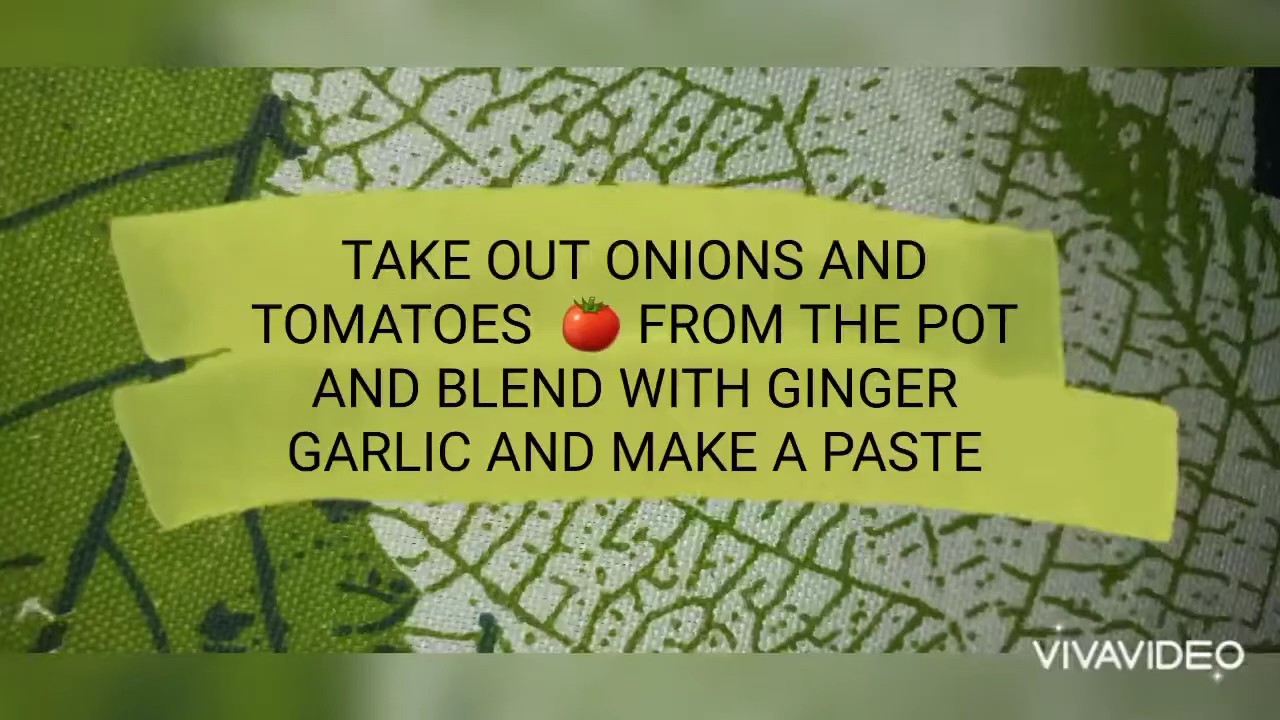 TAKE OUT ONIONS AND
TOMATOES 🍅 FROM THE POT
AND BLEND WITH GINGER
GARLIC AND MAKE A PASTE
VIVAVIDEO